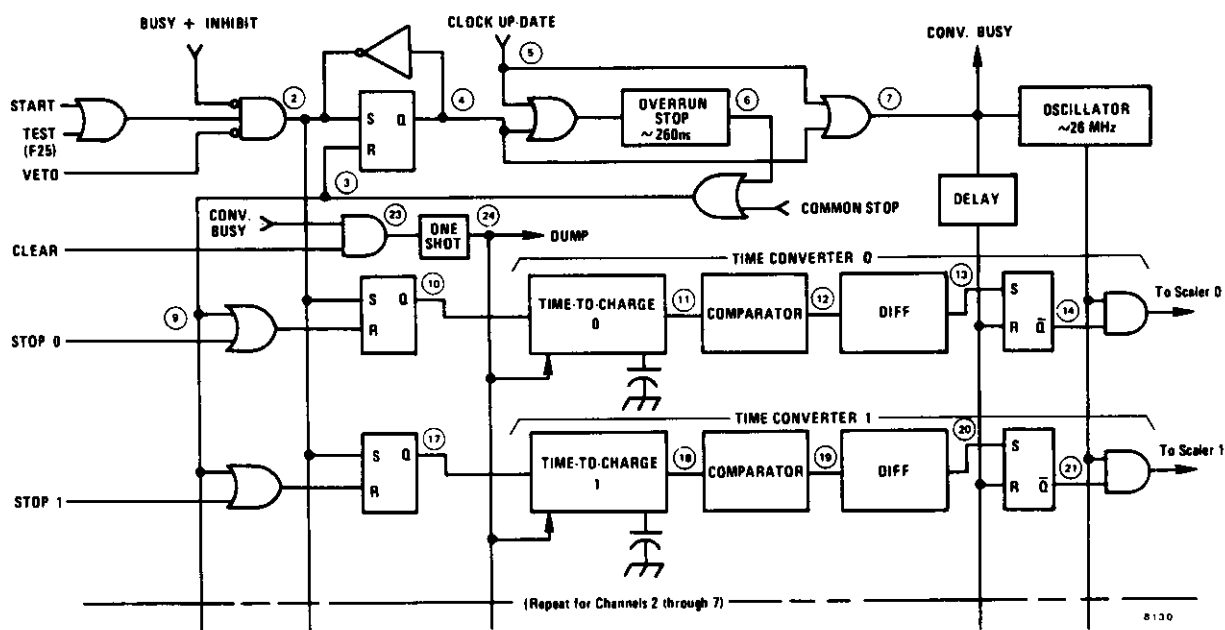 BUSY + INHIBIT
CLOCK UP-DATE
CONV. BUSY
START
TEST
(F25)
VETO
2
S Q
R
4
5
OVERRUN
STOP
~260ns
6
7
OSCILLATOR
~26 MHz
3
COMMON STOP
DELAY
CONV.
BUSY
23
ONE
SHOT
24
DUMP
CLEAR
TIME CONVERTER 0
9
STOP 0
S Q
R
10
TIME-TO-CHARGE
0
11
COMPARATOR
12
DIFF
13
S
R Q̅
14
To Scaler 0
TIME CONVERTER 1
STOP 1
S Q
R
17
TIME-TO-CHARGE
1
18
COMPARATOR
19
DIFF
20
S
R Q̅
21
To Scaler 1
(Repeat for Channels 2 through 7)
8130